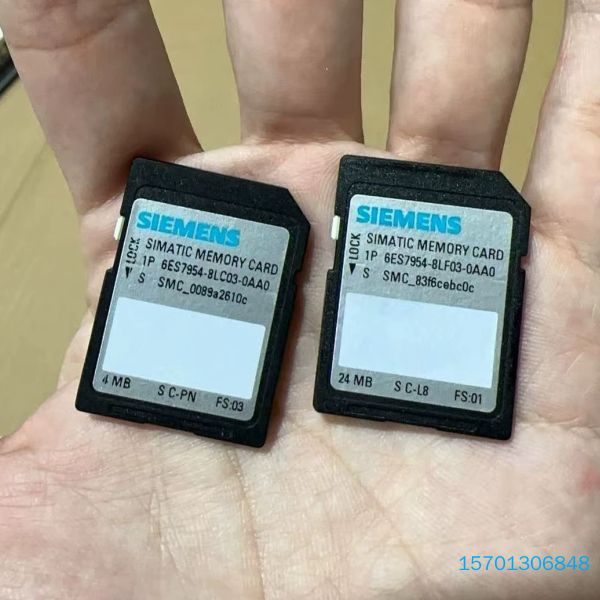 SIEMENS
LOCK
SIMATIC MEMORY CARD
1P 6ES7954-8LC03-0AA0
S SMC_0089a2610c
4 MB S C-PN FS:03
SIEMENS
LOCK
SIMATIC MEMORY CARD
1P 6ES7954-8LF03-0AA0
S SMC_83f6cebc0c
24 MB S C-L8 FS:01
15701306848